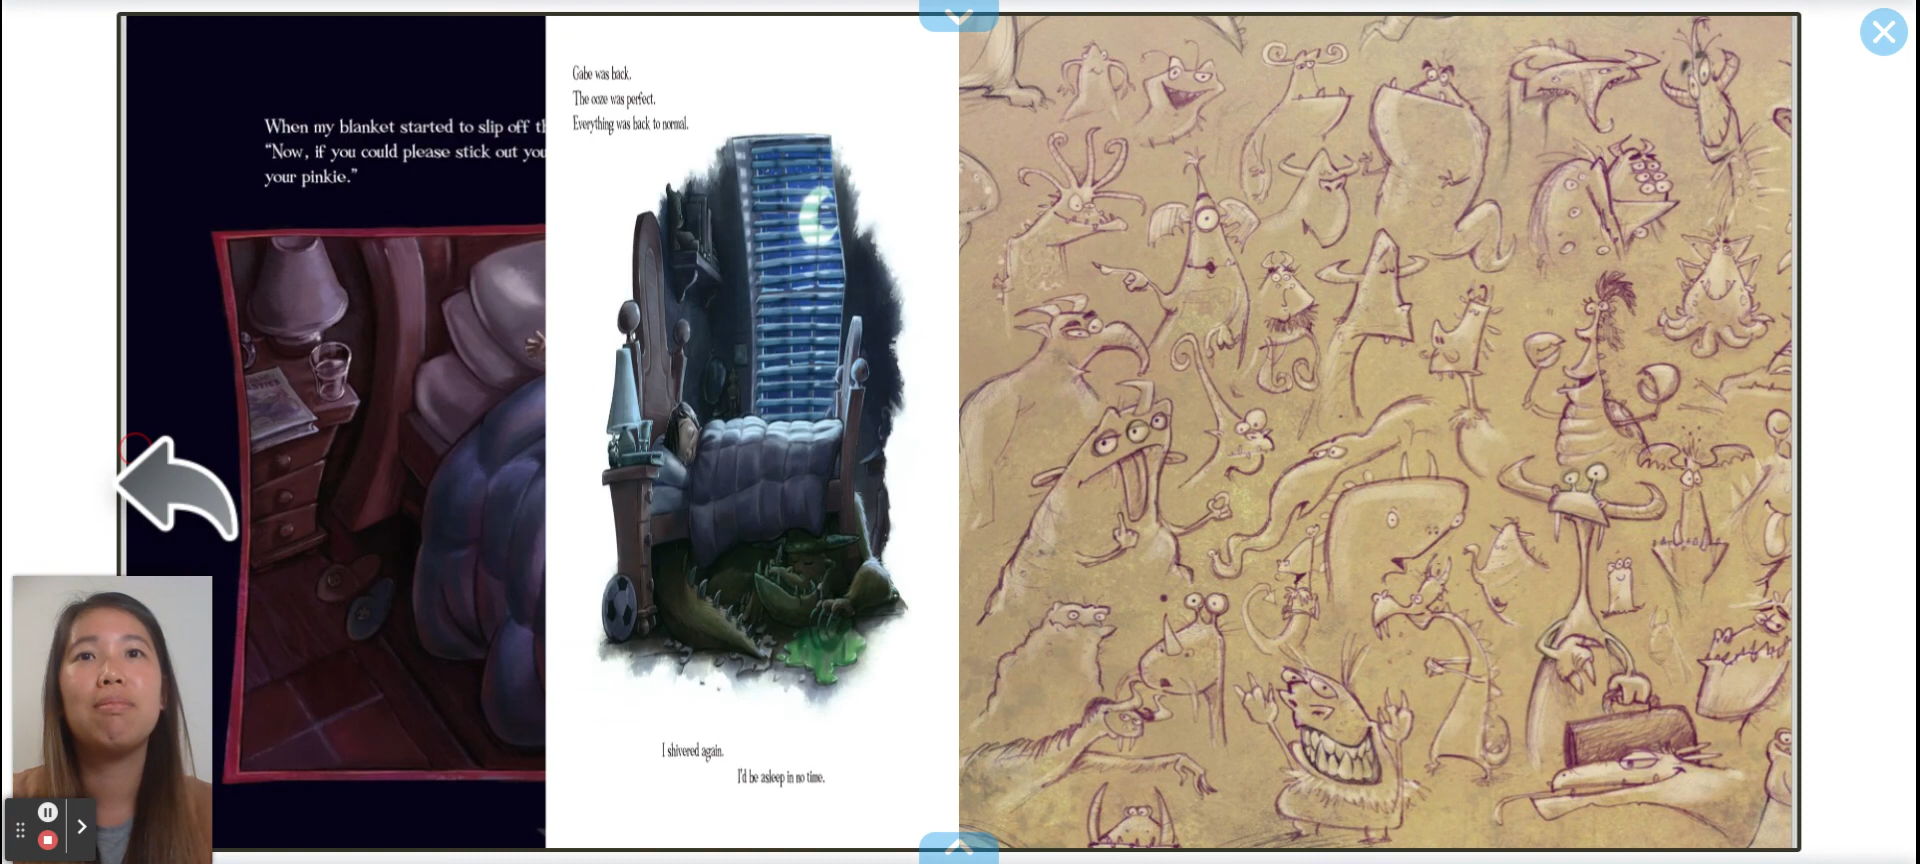 When my blanket started to slip off th
“Now, if you could please stick out you
your pinkie.”
Gabe was back.
The ooze was perfect.
Everything was back to normal.
I shivered again.
I'd be asleep in no time.